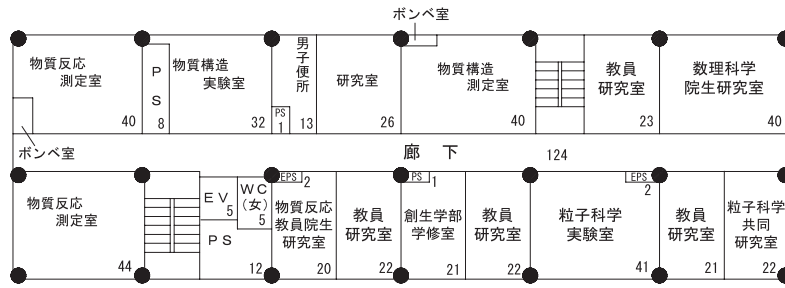 ボンベ室
物質反応
測定室
40
P
S
8
物質構造
実験室
32
男子便所
PS
1
13
研究室
26
物質構造
測定室
40
教員
研究室
23
数理科学
院生研究室
40
ボンベ室
廊下
124
物質反応
測定室
44
EV
5
WC
(女)
5
PS
12
EPS
2
物質反応
教員院生
研究室
20
教員
研究室
22
PS
1
創生学部
学修室
21
教員
研究室
22
粒子科学
実験室
41
EPS
2
教員
研究室
21
粒子科学
共同
研究室
22